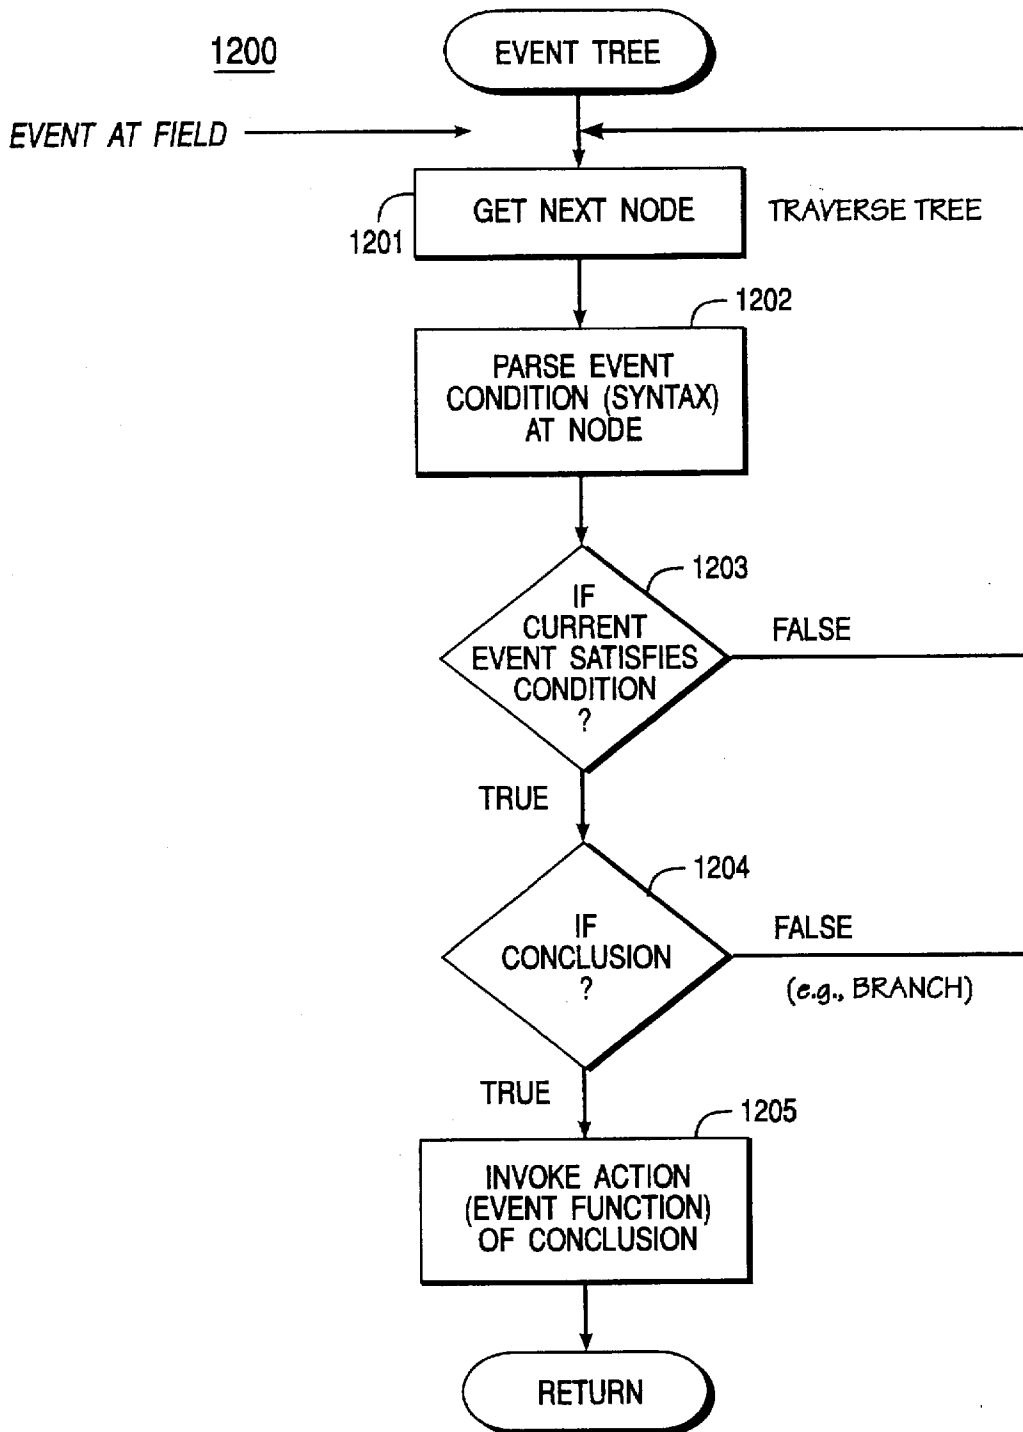 1200
EVENT TREE
EVENT AT FIELD
GET NEXT NODE
TRAVERSE TREE
1201
1202
PARSE EVENT
CONDITION (SYNTAX)
AT NODE
1203
IF
CURRENT
EVENT SATISFIES
CONDITION
?
FALSE
TRUE
1204
IF
CONCLUSION
?
FALSE
(e.g., BRANCH)
TRUE
1205
INVOKE ACTION
(EVENT FUNCTION)
OF CONCLUSION
RETURN